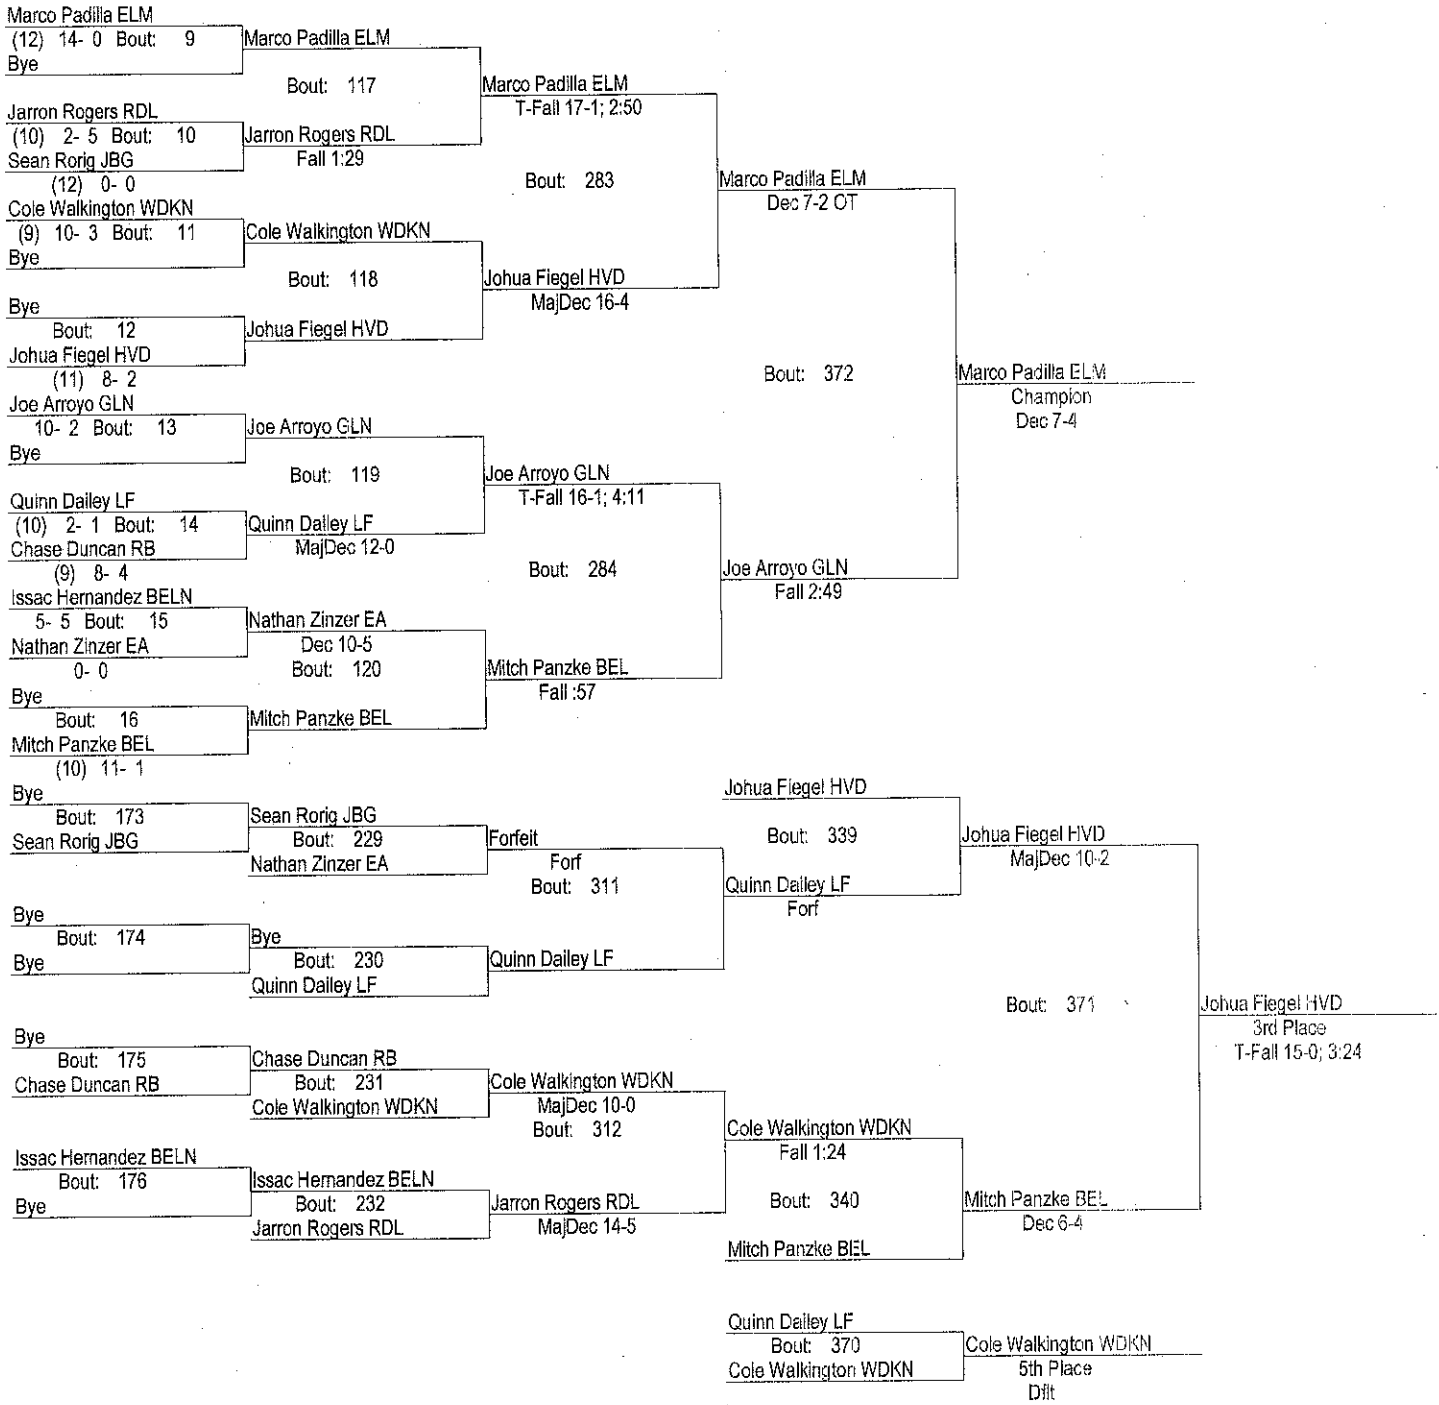 Marco Padilla ELM
(12) 14- 0 Bout: 9
Bye
Marco Padilla ELM
Bout: 117
Jarron Rogers RDL
(10) 2- 5 Bout: 10
Sean Rorig JBG
(12) 0- 0
Jarron Rogers RDL
Fall 1:29
Marco Padilla ELM
T-Fall 17-1; 2:50
Bout: 283
Cole Walkington WDKN
(9) 10- 3 Bout: 11
Bye
Cole Walkington WDKN
Bout: 118
Bye
Bout: 12
Johua Fiegel HVD
(11) 8- 2
Johua Fiegel HVD
Johua Fiegel HVD
MajDec 16-4
Marco Padilla ELM
Dec 7-2 OT
Bout: 372
Joe Arroyo GLN
10- 2 Bout: 13
Bye
Joe Arroyo GLN
Bout: 119
Quinn Dailey LF
(10) 2- 1 Bout: 14
Chase Duncan RB
(9) 8- 4
Quinn Dailey LF
MajDec 12-0
Joe Arroyo GLN
T-Fall 16-1; 4:11
Bout: 284
Issac Hernandez BELN
5- 5 Bout: 15
Nathan Zinzer EA
0- 0
Nathan Zinzer EA
Dec 10-5
Bout: 120
Bye
Bout: 16
Mitch Panzke BEL
(10) 11- 1
Mitch Panzke BEL
Mitch Panzke BEL
Fall :57
Joe Arroyo GLN
Fall 2:49
Marco Padilla ELM
Champion
Dec 7-4
Bye
Bout: 173
Sean Rorig JBG
Sean Rorig JBG
Bout: 229
Nathan Zinzer EA
Forfeit
Forf
Bout: 311
Bye
Bout: 174
Bye
Bye
Bout: 230
Quinn Dailey LF
Quinn Dailey LF
Johua Fiegel HVD
Bout: 339
Quinn Dailey LF
Forf
Johua Fiegel HVD
MajDec 10-2
Bout: 371
Bye
Bout: 175
Chase Duncan RB
Chase Duncan RB
Bout: 231
Cole Walkington WDKN
Cole Walkington WDKN
MajDec 10-0
Bout: 312
Issac Hernandez BELN
Bout: 176
Bye
Issac Hernandez BELN
Bout: 232
Jarron Rogers RDL
Jarron Rogers RDL
MajDec 14-5
Cole Walkington WDKN
Fall 1:24
Bout: 340
Mitch Panzke BEL
Mitch Panzke BEL
Dec 6-4
Johua Fiegel HVD
3rd Place
T-Fall 15-0; 3:24
Quinn Dailey LF
Bout: 370
Cole Walkington WDKN
Cole Walkington WDKN
5th Place
Dflt